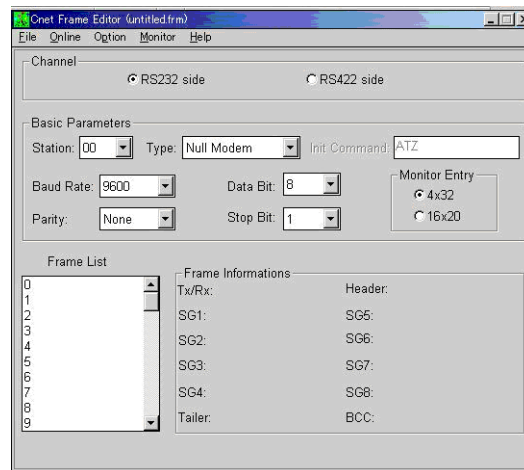 Cnet Frame Editor (untitled.frm)
File Online Option Monitor Help
Channel
RS232 side RS422 side
Basic Parameters
Station: 00 Type: Null Modem Init Command: ATZ
Baud Rate: 9600 Data Bit: 8 Monitor Entry
4x32
Parity: None Stop Bit: 1 16x20
Frame List Frame Informations
0 Tx/Rx: Header:
1
2 SG1: SG5:
3 SG2: SG6:
4
5 SG3: SG7:
6
7 SG4: SG8:
8
9 Tailer: BCC: